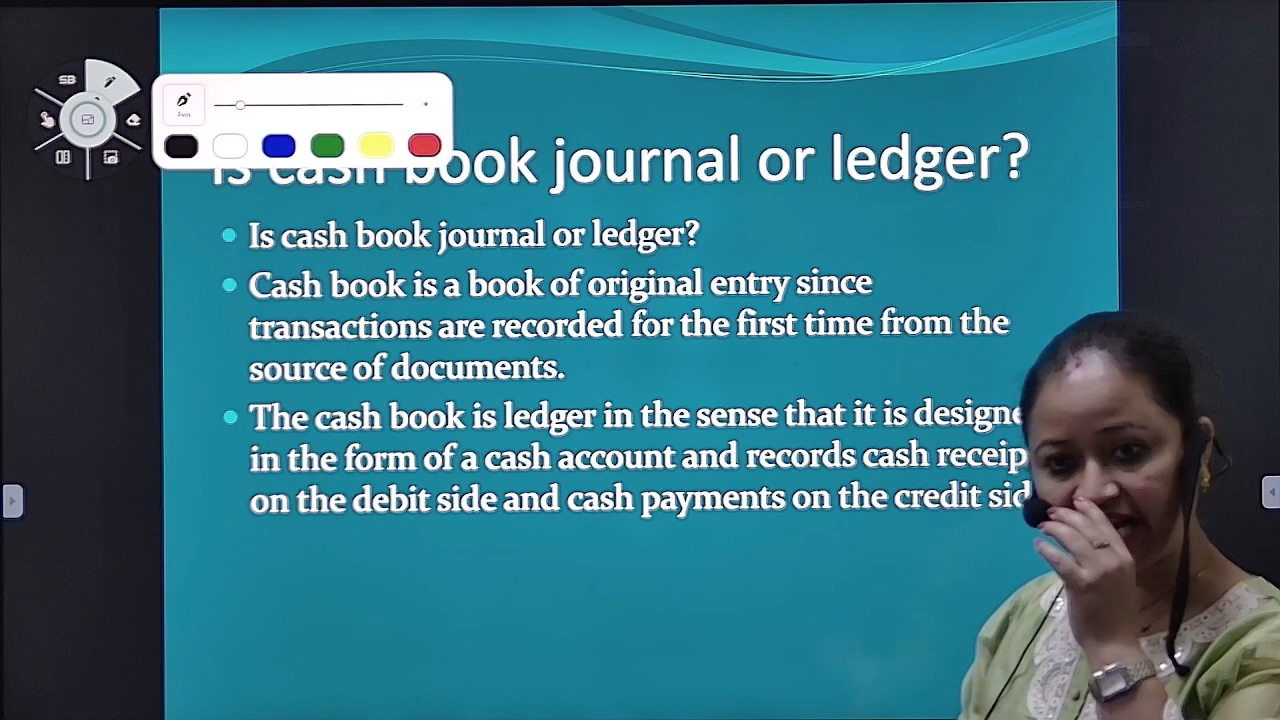 SB
Pen
Is cash book journal or ledger?
Is cash book journal or ledger?
Cash book is a book of original entry since
transactions are recorded for the first time from the
source of documents.
The cash book is ledger in the sense that it is
in the form of a cash account and records cash
on the debit side and cash payments on the credit